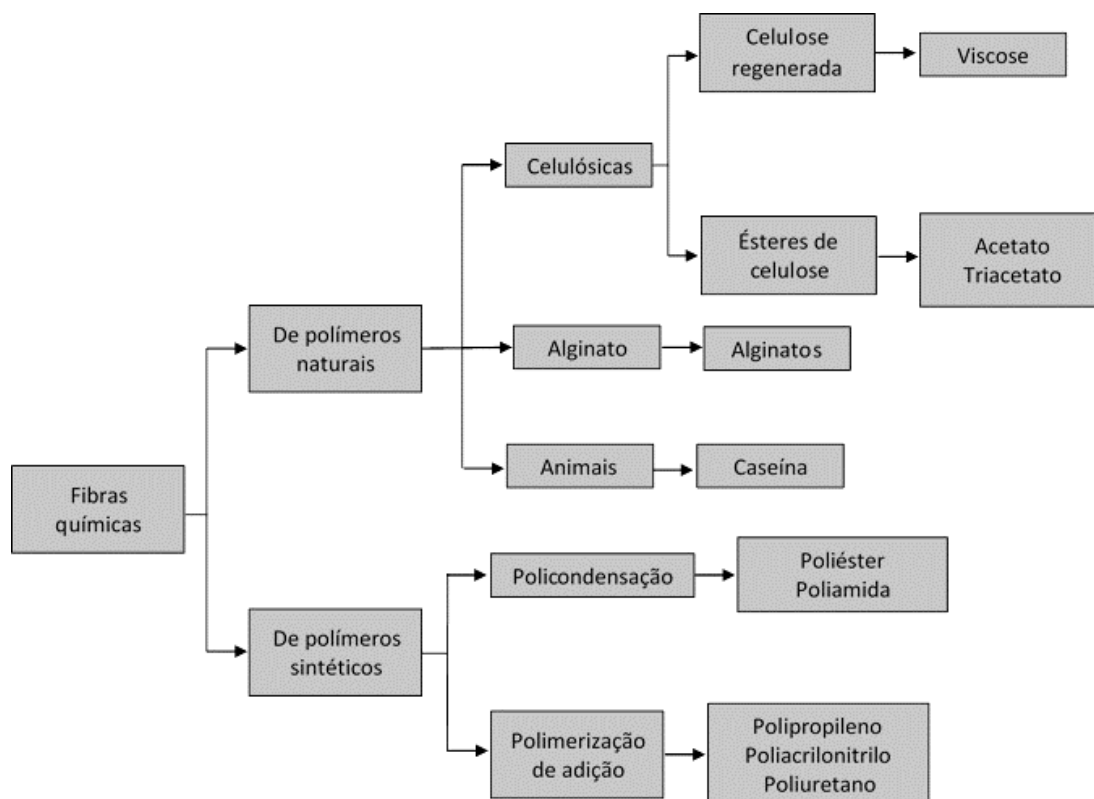 Celulose
regenerada
Viscose
Celulósicas
Ésteres de
celulose
Acetato
Triacetato
De polímeros
naturais
Alginato
Alginatos
Animais
Caseína
Fibras
químicas
Policondensação
Poliéster
Poliamida
De polímeros
sintéticos
Polimerização
de adição
Polipropileno
Poliacrilonitrilo
Poliuretano